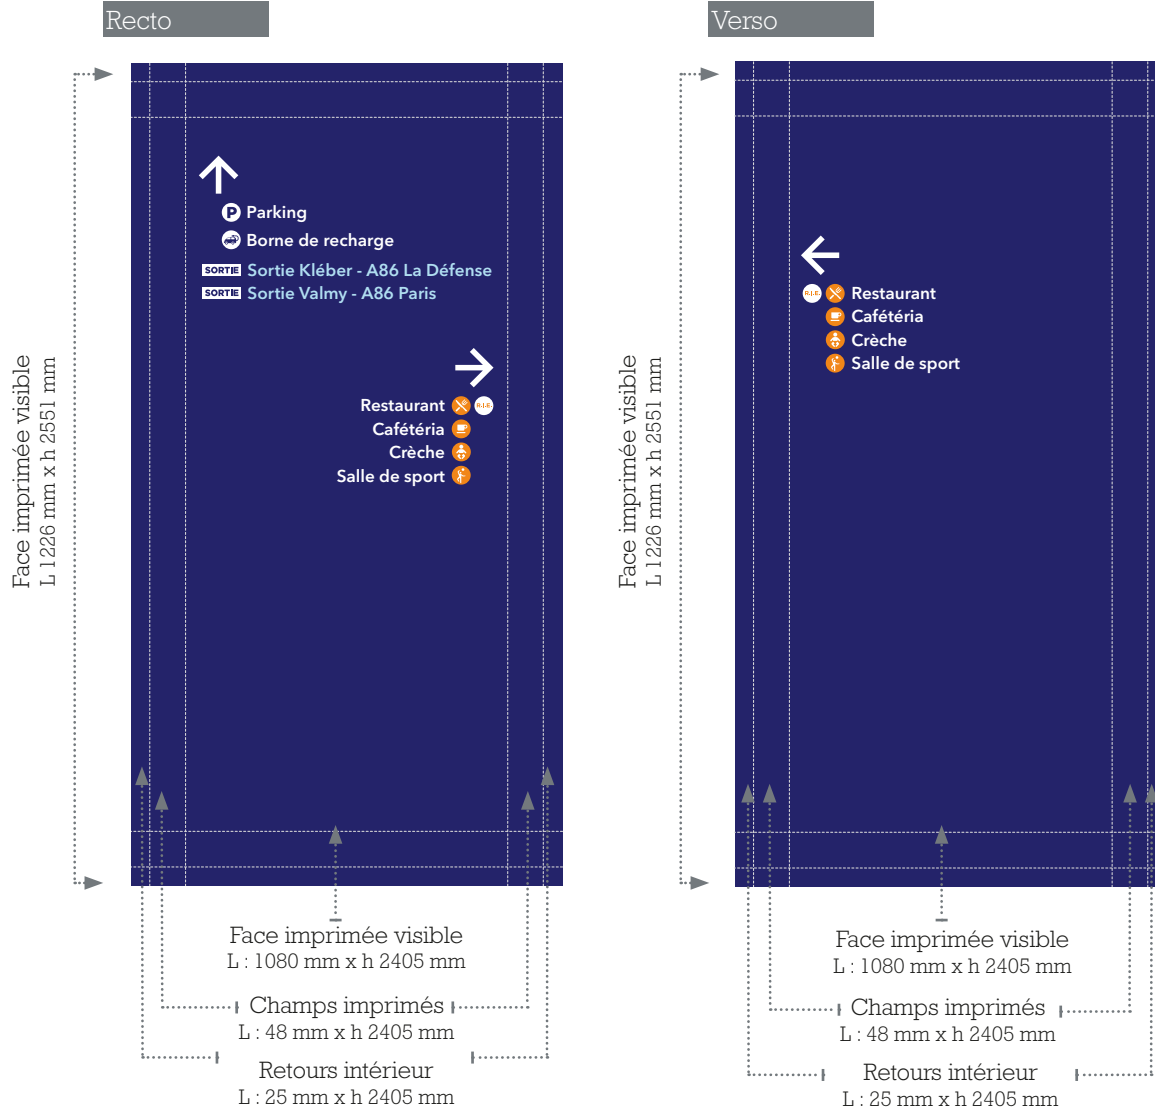 Recto
Face imprimée visible
L 1226 mm x h 2551 mm
P Parking
Borne de recharge
SORTIE Sortie Kléber - A86 La Défense
SORTIE Sortie Valmy - A86 Paris
Restaurant R.I.E.
Cafétéria
Crèche
Salle de sport
Face imprimée visible
L : 1080 mm x h 2405 mm
Champs imprimés
L : 48 mm x h 2405 mm
Retours intérieur
L : 25 mm x h 2405 mm
Verso
Face imprimée visible
L 1226 mm x h 2551 mm
R.I.E. Restaurant
Cafétéria
Crèche
Salle de sport
Face imprimée visible
L : 1080 mm x h 2405 mm
Champs imprimés
L : 48 mm x h 2405 mm
Retours intérieur
L : 25 mm x h 2405 mm